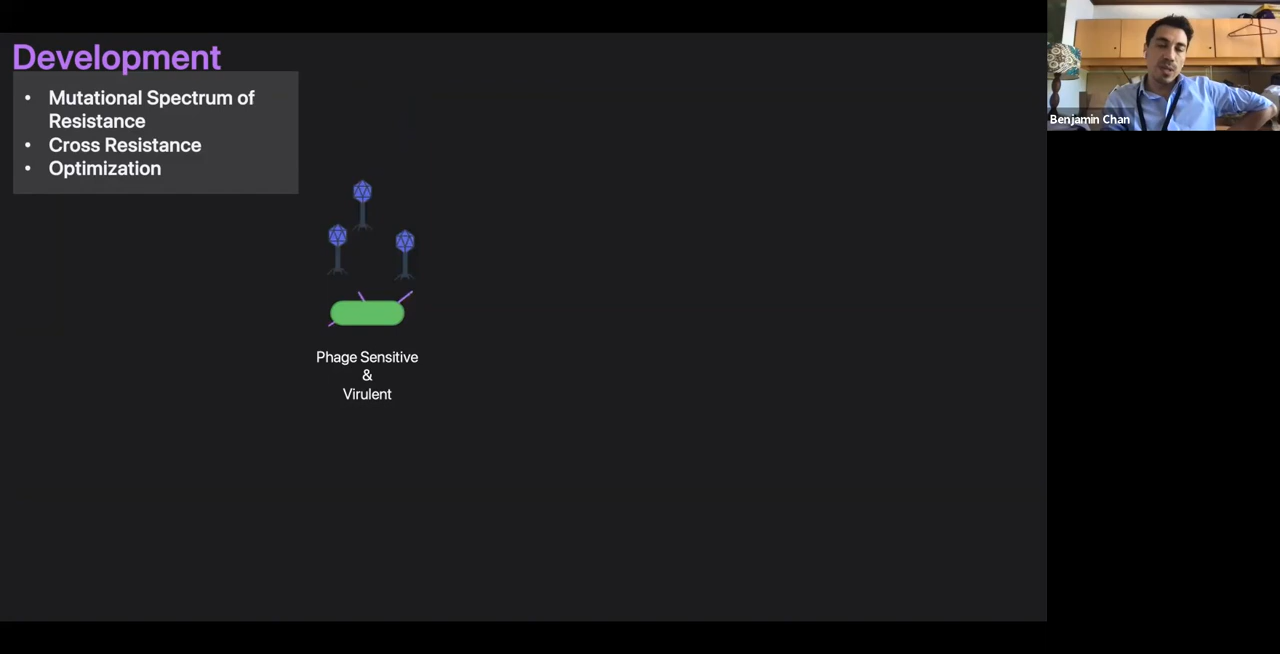 Development
• Mutational Spectrum of
Resistance
• Cross Resistance
• Optimization
Phage Sensitive
&
Virulent
Benjamin Chan